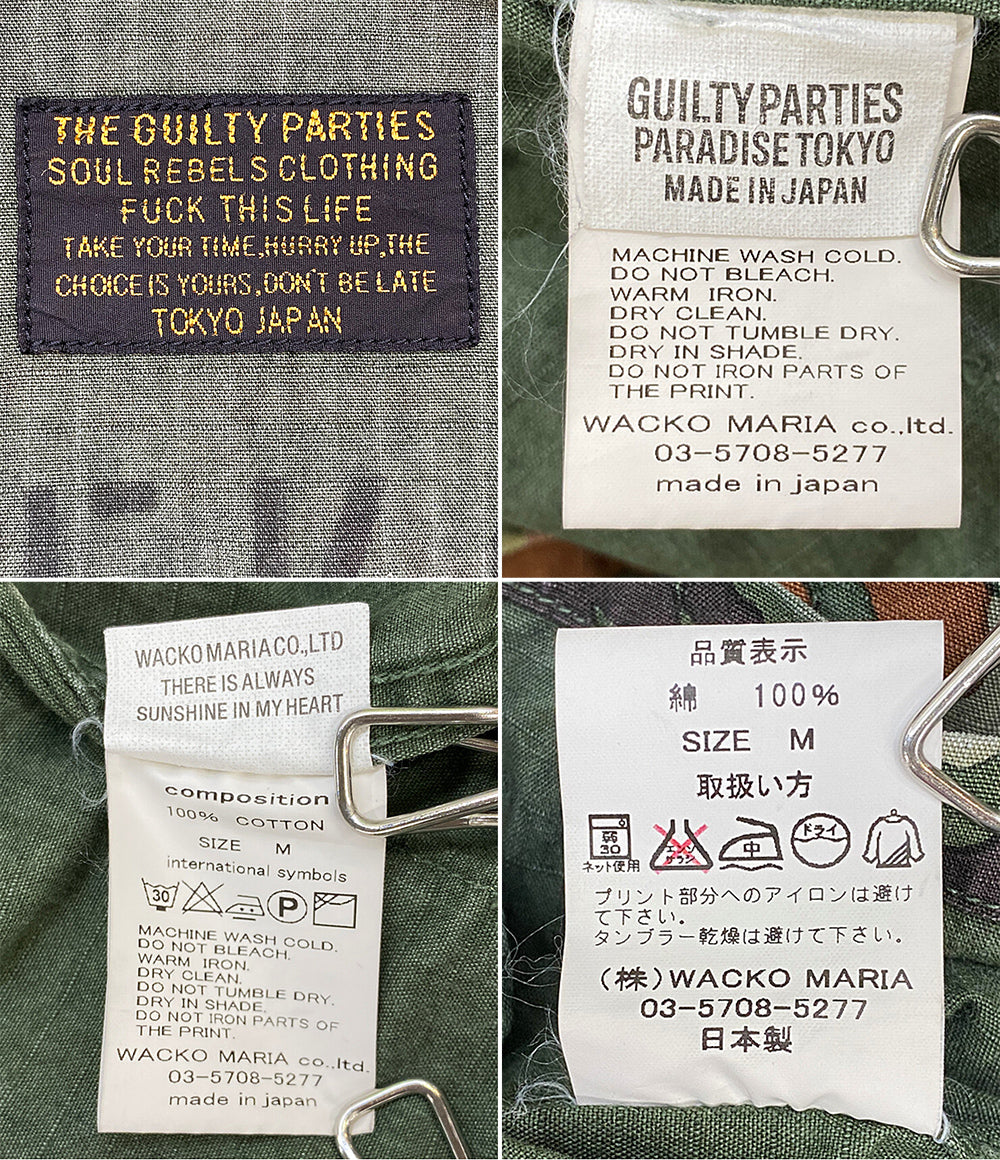 THE GUILTY PARTIES
SOUL REBELS CLOTHING
FUCK THIS LIFE
TAKE YOUR TIME,HURRY UP,THE
CHOICE IS YOURS,DON'T BE LATE
TOKYO JAPAN
GUILTYPARTIES
PARADISE TOKYO
MADE IN JAPAN
MACHINE WASH COLD.
DO NOT BLEACH.
WARM IRON.
DRY CLEAN.
DO NOT TUMBLE DRY.
DRY IN SHADE.
DO NOT IRON PARTS OF
THE PRINT.
WACKO MARIA co.,ltd.
03-5708-5277
made in japan
WACKO MARIA CO.,LTD
THERE IS ALWAYS
SUNSHINE IN MY HEART
composition
100% COTTON
SIZE M
international symbols
30 P
MACHINE WASH COLD.
DO NOT BLEACH.
WARM IRON.
DRY CLEAN.
DO NOT TUMBLE DRY.
DRY IN SHADE.
DO NOT IRON PARTS OF
THE PRINT.
WACKO MARIA co.,ltd.
03-5708-5277
made in japan
品質表示
綿 100%
SIZE M
取扱い方
弱 30 エンソサラシ 中 ドライ
ネット使用
プリント部分へのアイロンは避け
て下さい。
タンブラー乾燥は避けて下さい。
(株)WACKO MARIA
03-5708-5277
日本製